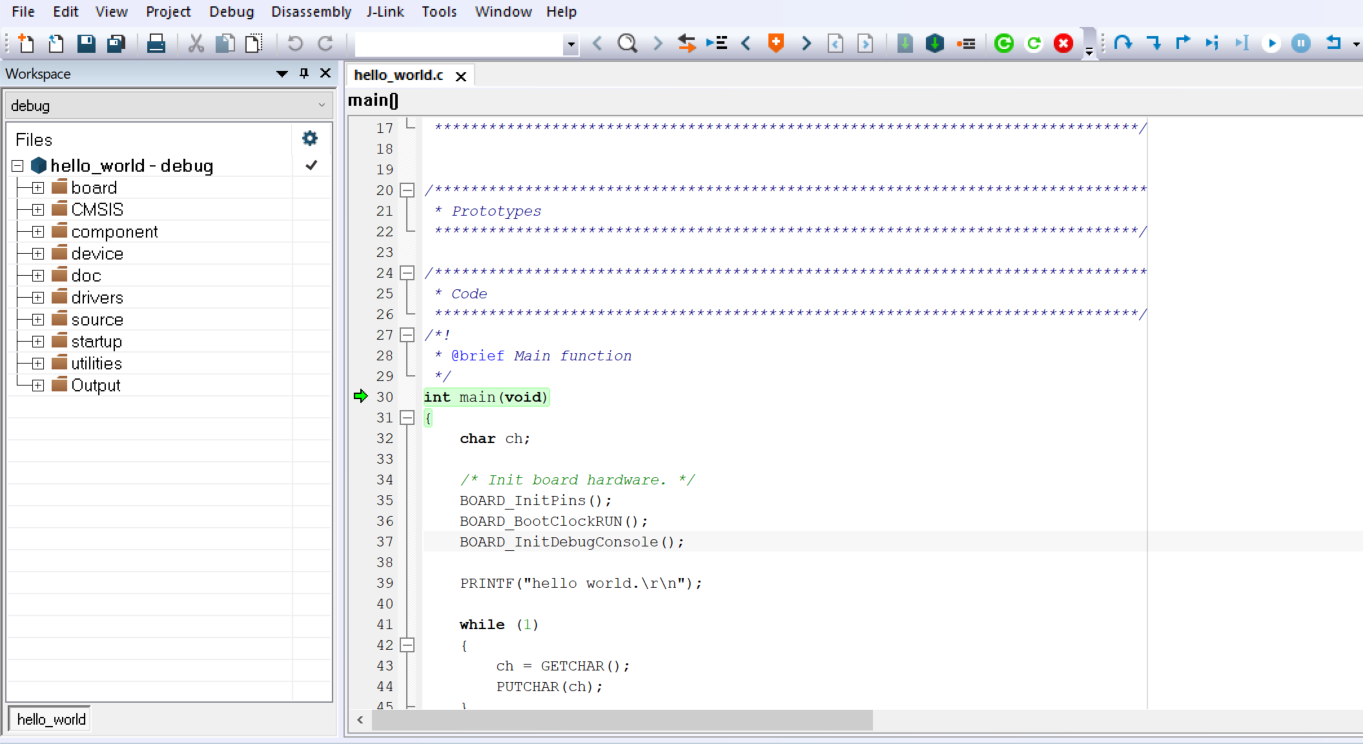 File Edit View Project Debug Disassembly J-Link Tools Window Help
Workspace
hello_world.c
debug
main()
Files
hello_world - debug
board
CMSIS
component
device
doc
drivers
source
startup
utilities
Output
hello_world
17 *******************************************************************************/
18
19
20 /*******************************************************************************
21 * Prototypes
22 *******************************************************************************/
23
24 /*******************************************************************************
25 * Code
26 *******************************************************************************/
27 /*!
28 * @brief Main function
29 */
30 int main(void)
31 {
32 char ch;
33
34 /* Init board hardware. */
35 BOARD_InitPins();
36 BOARD_BootClockRUN();
37 BOARD_InitDebugConsole();
38
39 PRINTF("hello world.\r\n");
40
41 while (1)
42 {
43 ch = GETCHAR();
44 PUTCHAR(ch);
45 }